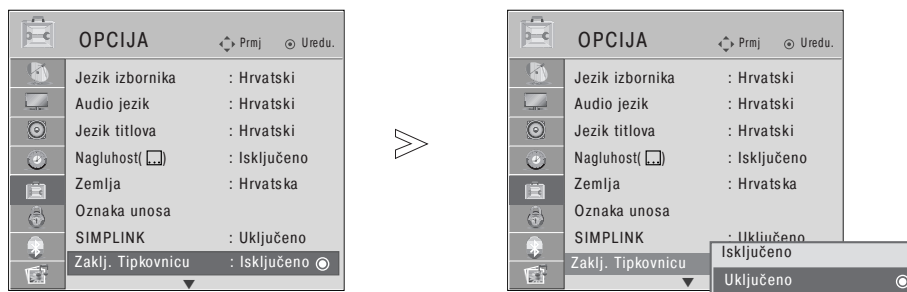 OPCIJA
Prmj
Uredu.
Jezik izbornika : Hrvatski
Audio jezik : Hrvatski
Jezik titlova : Hrvatski
Nagluhost( ) : Isključeno
Zemlja : Hrvatska
Oznaka unosa
SIMPLINK : Uključeno
Zaklj. Tipkovnicu : Isključeno
OPCIJA
Prmj
Uredu.
Jezik izbornika : Hrvatski
Audio jezik : Hrvatski
Jezik titlova : Hrvatski
Nagluhost( ) : Isključeno
Zemlja : Hrvatska
Oznaka unosa
SIMPLINK : Uključeno
Zaklj. Tipkovnicu
Isključeno
Uključeno